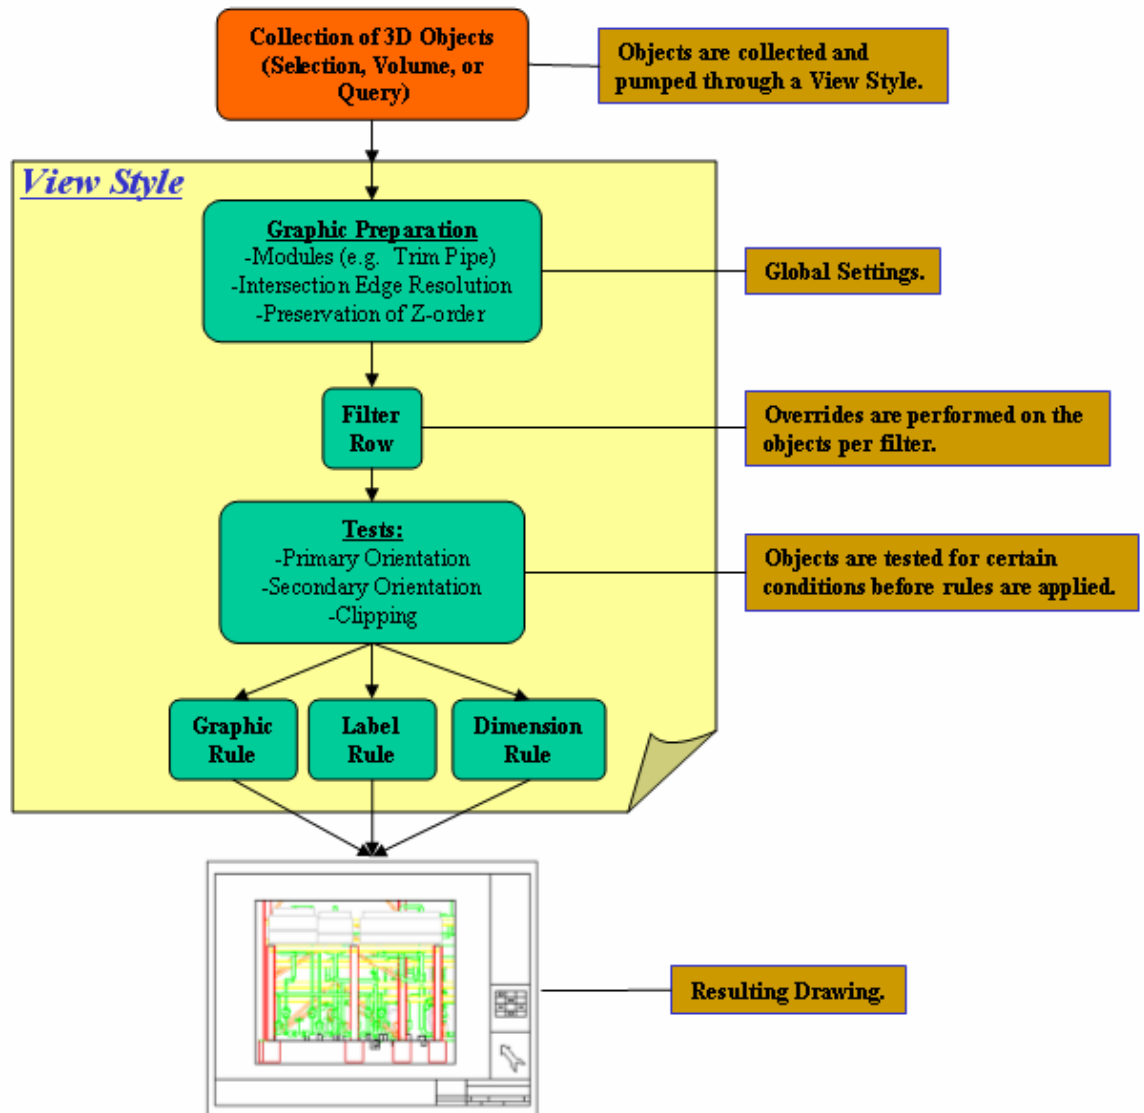 Collection of 3D Objects
(Selection, Volume, or
Query)
Objects are collected and
pumped through a View Style.
View Style
Graphic Preparation
-Modules (e.g. Trim Pipe)
-Intersection Edge Resolution
-Preservation of Z-order
Global Settings.
Filter
Row
Overrides are performed on the
objects per filter.
Tests:
-Primary Orientation
-Secondary Orientation
-Clipping
Objects are tested for certain
conditions before rules are applied.
Graphic
Rule
Label
Rule
Dimension
Rule
Resulting Drawing.